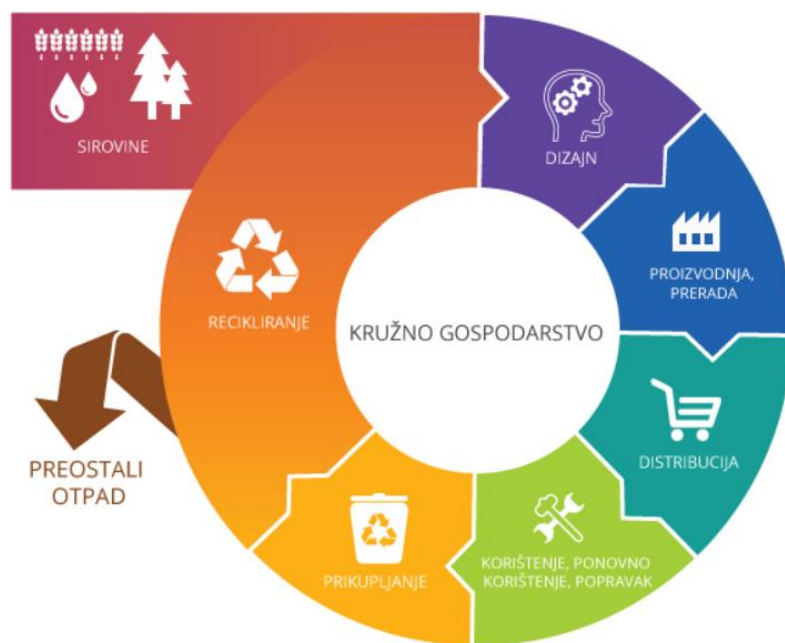 SIROVINE
DIZAJN
PROIZVODNJA,
PRERADA
RECIKLIRANJE
KRUŽNO GOSPODARSTVO
DISTRIBUCIJA
PREOSTALI
OTPAD
KORIŠTENJE, PONOVNO
KORIŠTENJE, POPRAVAK
PRIKUPLJANJE